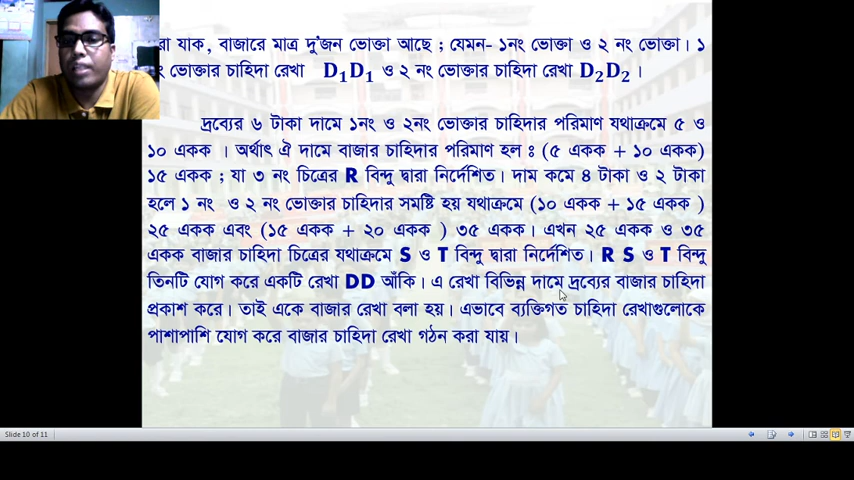 যাক, বাজারে মাত্র দু'জন ভোক্তা আছে ; যেমন- ১নং ভোক্তা ও ২ নং ভোক্তা। ১
ভোক্তার চাহিদা রেখা D₁D₁ ও ২ নং ভোক্তার চাহিদা রেখা D₂D₂ ।
দ্রব্যের ৬ টাকা দামে ১নং ও ২নং ভোক্তার চাহিদার পরিমাণ যথাক্রমে ৫ ও
১০ একক । অর্থাৎ ঐ দামে বাজার চাহিদার পরিমাণ হল ঃ (৫ একক + ১০ একক)
১৫ একক ; যা ৩ নং চিত্রের R বিন্দু দ্বারা নির্দেশিত। দাম কমে ৪ টাকা ও ২ টাকা
হলে ১ নং ও ২ নং ভোক্তার চাহিদার সমষ্টি হয় যথাক্রমে (১০ একক + ১৫ একক )
২৫ একক এবং (১৫ একক + ২০ একক ) ৩৫ একক। এখন ২৫ একক ও ৩৫
একক বাজার চাহিদা চিত্রের যথাক্রমে S ও T বিন্দু দ্বারা নির্দেশিত। R S ও T বিন্দু
তিনটি যোগ করে একটি রেখা DD আঁকি। এ রেখা বিভিন্ন দামে দ্রব্যের বাজার চাহিদা
প্রকাশ করে। তাই একে বাজার রেখা বলা হয়। এভাবে ব্যক্তিগত চাহিদা রেখাগুলোকে
পাশাপাশি যোগ করে বাজার চাহিদা রেখা গঠন করা যায়।
Slide 10 of 11